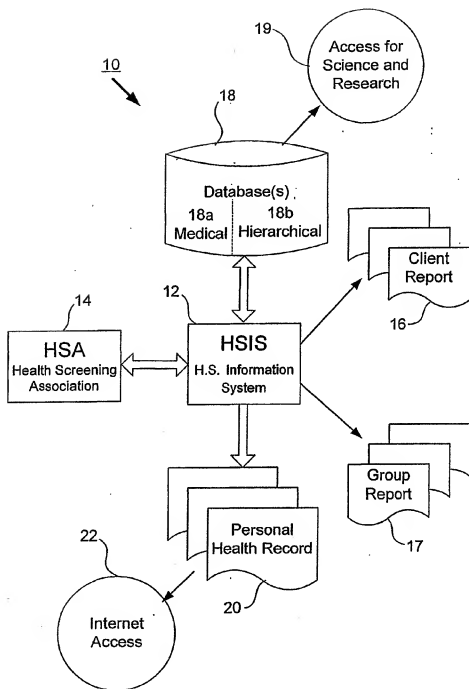 19
Access for
Science and
Research
10
18
Database(s)
18a
Medical
18b
Hierarchical
Client
Report
16
14
HSA
Health Screening
Association
12
HSIS
H.S. Information
System
Group
Report
17
Personal
Health Record
20
22
Internet
Access